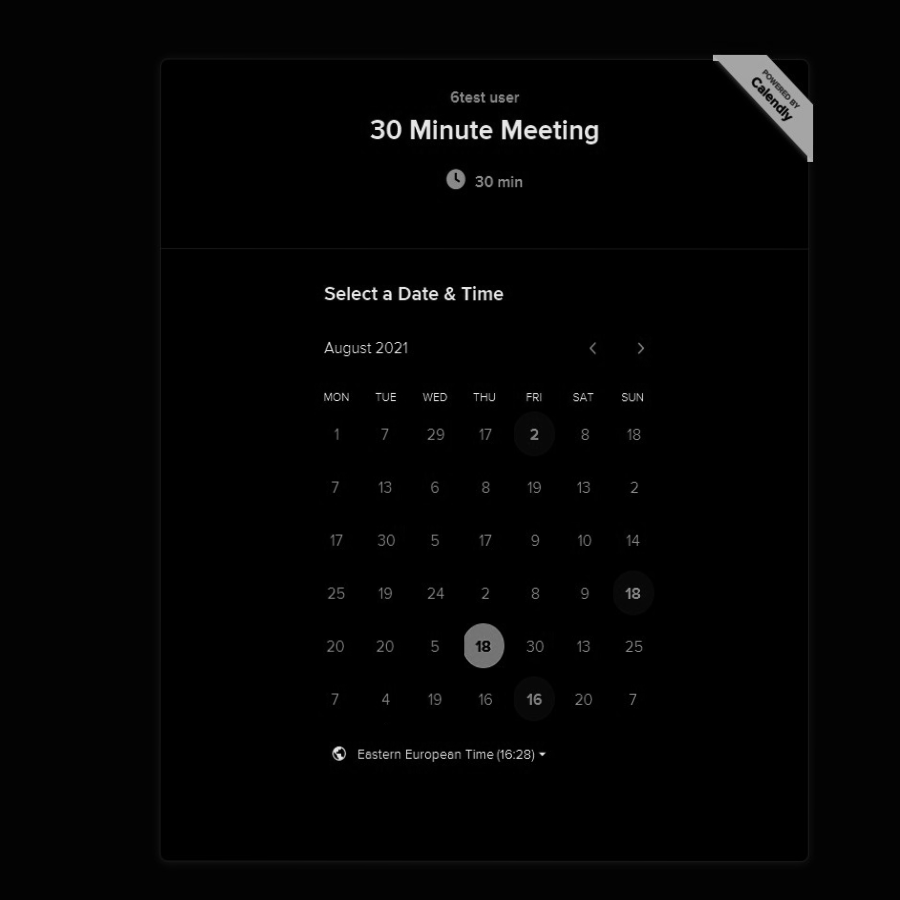 POWERED BY
Calendly
6test user
30 Minute Meeting
30 min
Select a Date & Time
August 2021
MON TUE WED THU FRI SAT SUN
1 7 29 17 2 8 18
7 13 6 8 19 13 2
17 30 5 17 9 10 14
25 19 24 2 8 9 18
20 20 5 18 30 13 25
7 4 19 16 16 20 7
Eastern European Time (16:28)